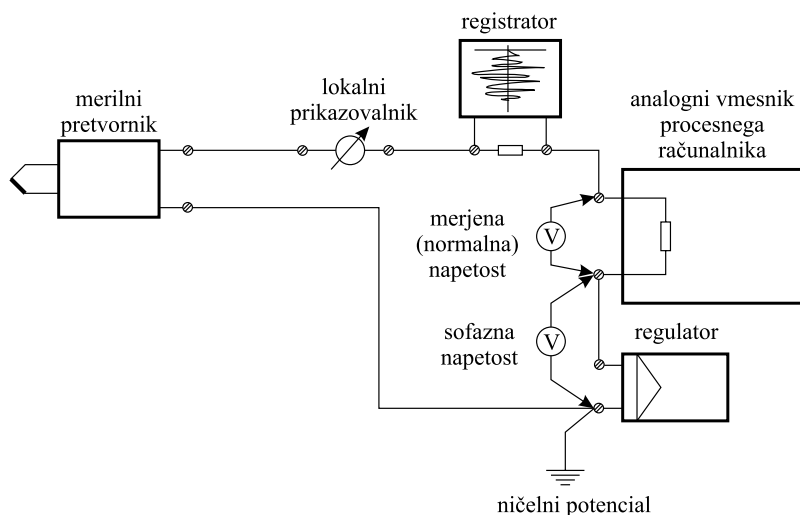 registrator
lokalni
prikazovalnik
merilni
pretvornik
analogni vmesnik
procesnega
računalnika
merjena
(normalna)
napetost
V
sofazna
napetost
V
regulator
ničelni potencial